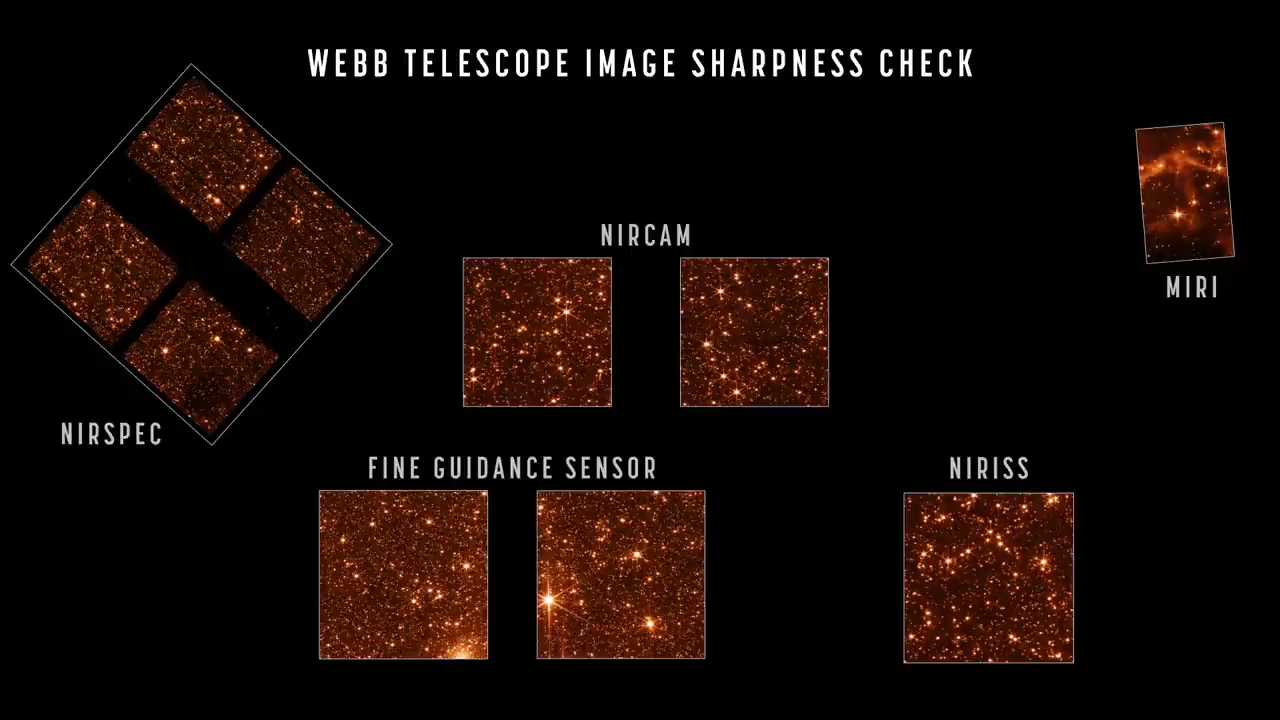 WEBB TELESCOPE IMAGE SHARPNESS CHECK
NIRCAM
MIRI
NIRSPEC
FINE GUIDANCE SENSOR
NIRISS